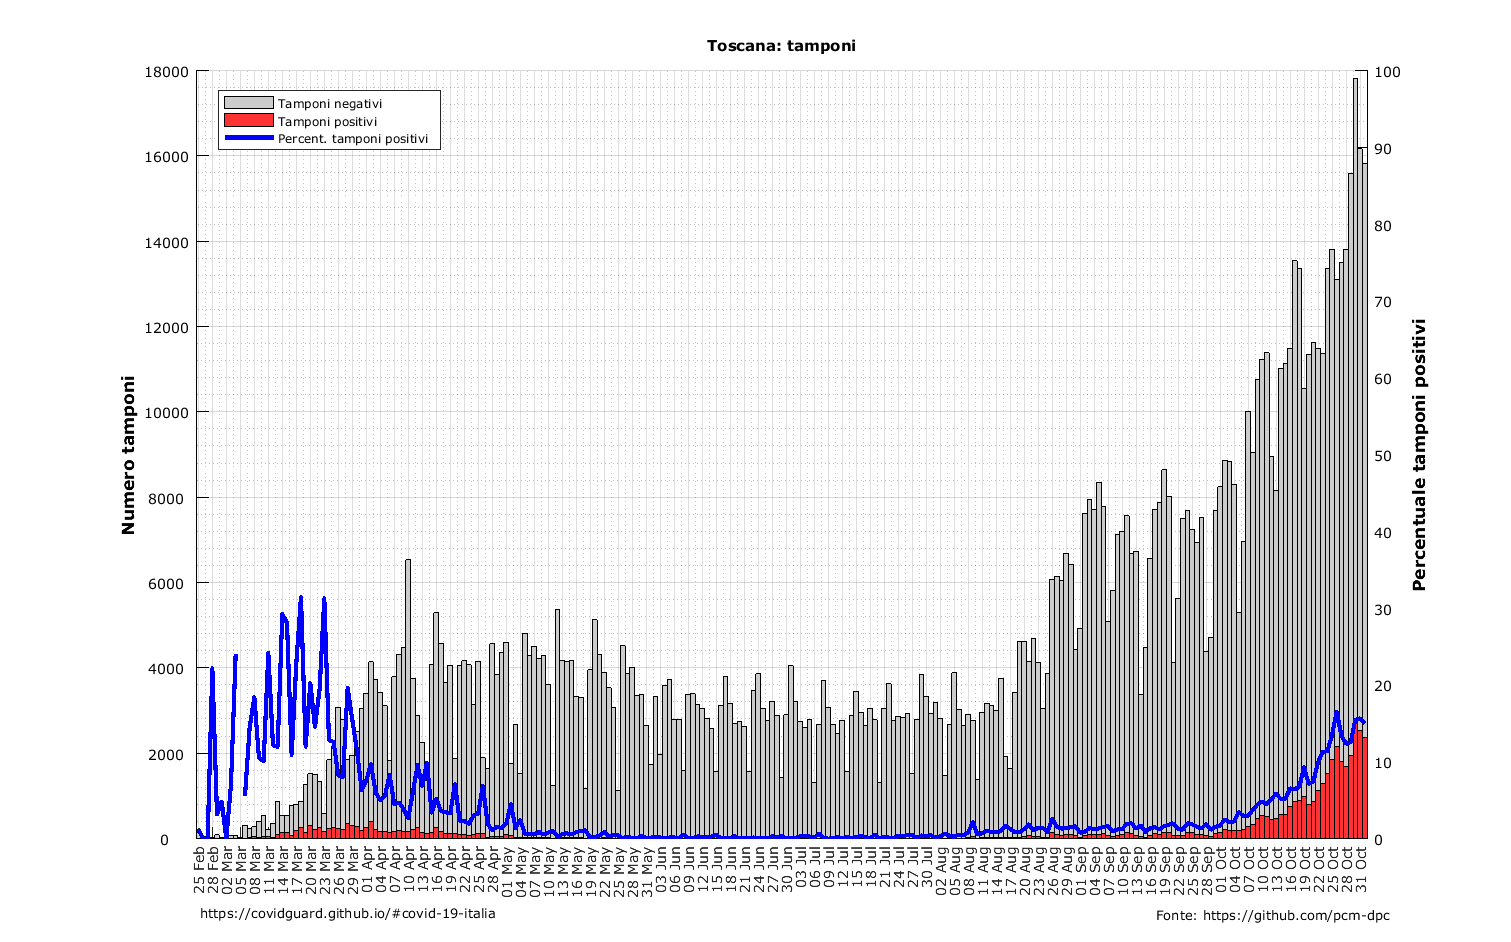 Toscana: tamponi
Tamponi negativi
Tamponi positivi
Percent. tamponi positivi
Numero tamponi
18000
16000
14000
12000
10000
8000
6000
4000
2000
0
Percentuale tamponi positivi
100
90
80
70
60
50
40
30
20
10
0
25 Feb
28 Feb
02 Mar
05 Mar
08 Mar
11 Mar
14 Mar
17 Mar
20 Mar
23 Mar
26 Mar
29 Mar
01 Apr
04 Apr
07 Apr
10 Apr
13 Apr
16 Apr
19 Apr
22 Apr
25 Apr
28 Apr
01 May
04 May
07 May
10 May
13 May
16 May
19 May
22 May
25 May
28 May
31 May
03 Jun
06 Jun
09 Jun
12 Jun
15 Jun
18 Jun
21 Jun
24 Jun
27 Jun
30 Jun
03 Jul
06 Jul
09 Jul
12 Jul
15 Jul
18 Jul
21 Jul
24 Jul
27 Jul
30 Jul
02 Aug
05 Aug
08 Aug
11 Aug
14 Aug
17 Aug
20 Aug
23 Aug
26 Aug
29 Aug
01 Sep
04 Sep
07 Sep
10 Sep
13 Sep
16 Sep
19 Sep
22 Sep
25 Sep
28 Sep
01 Oct
04 Oct
07 Oct
10 Oct
13 Oct
16 Oct
19 Oct
22 Oct
25 Oct
28 Oct
31 Oct
https://covidguard.github.io/#covid-19-italia
Fonte: https://github.com/pcm-dpc